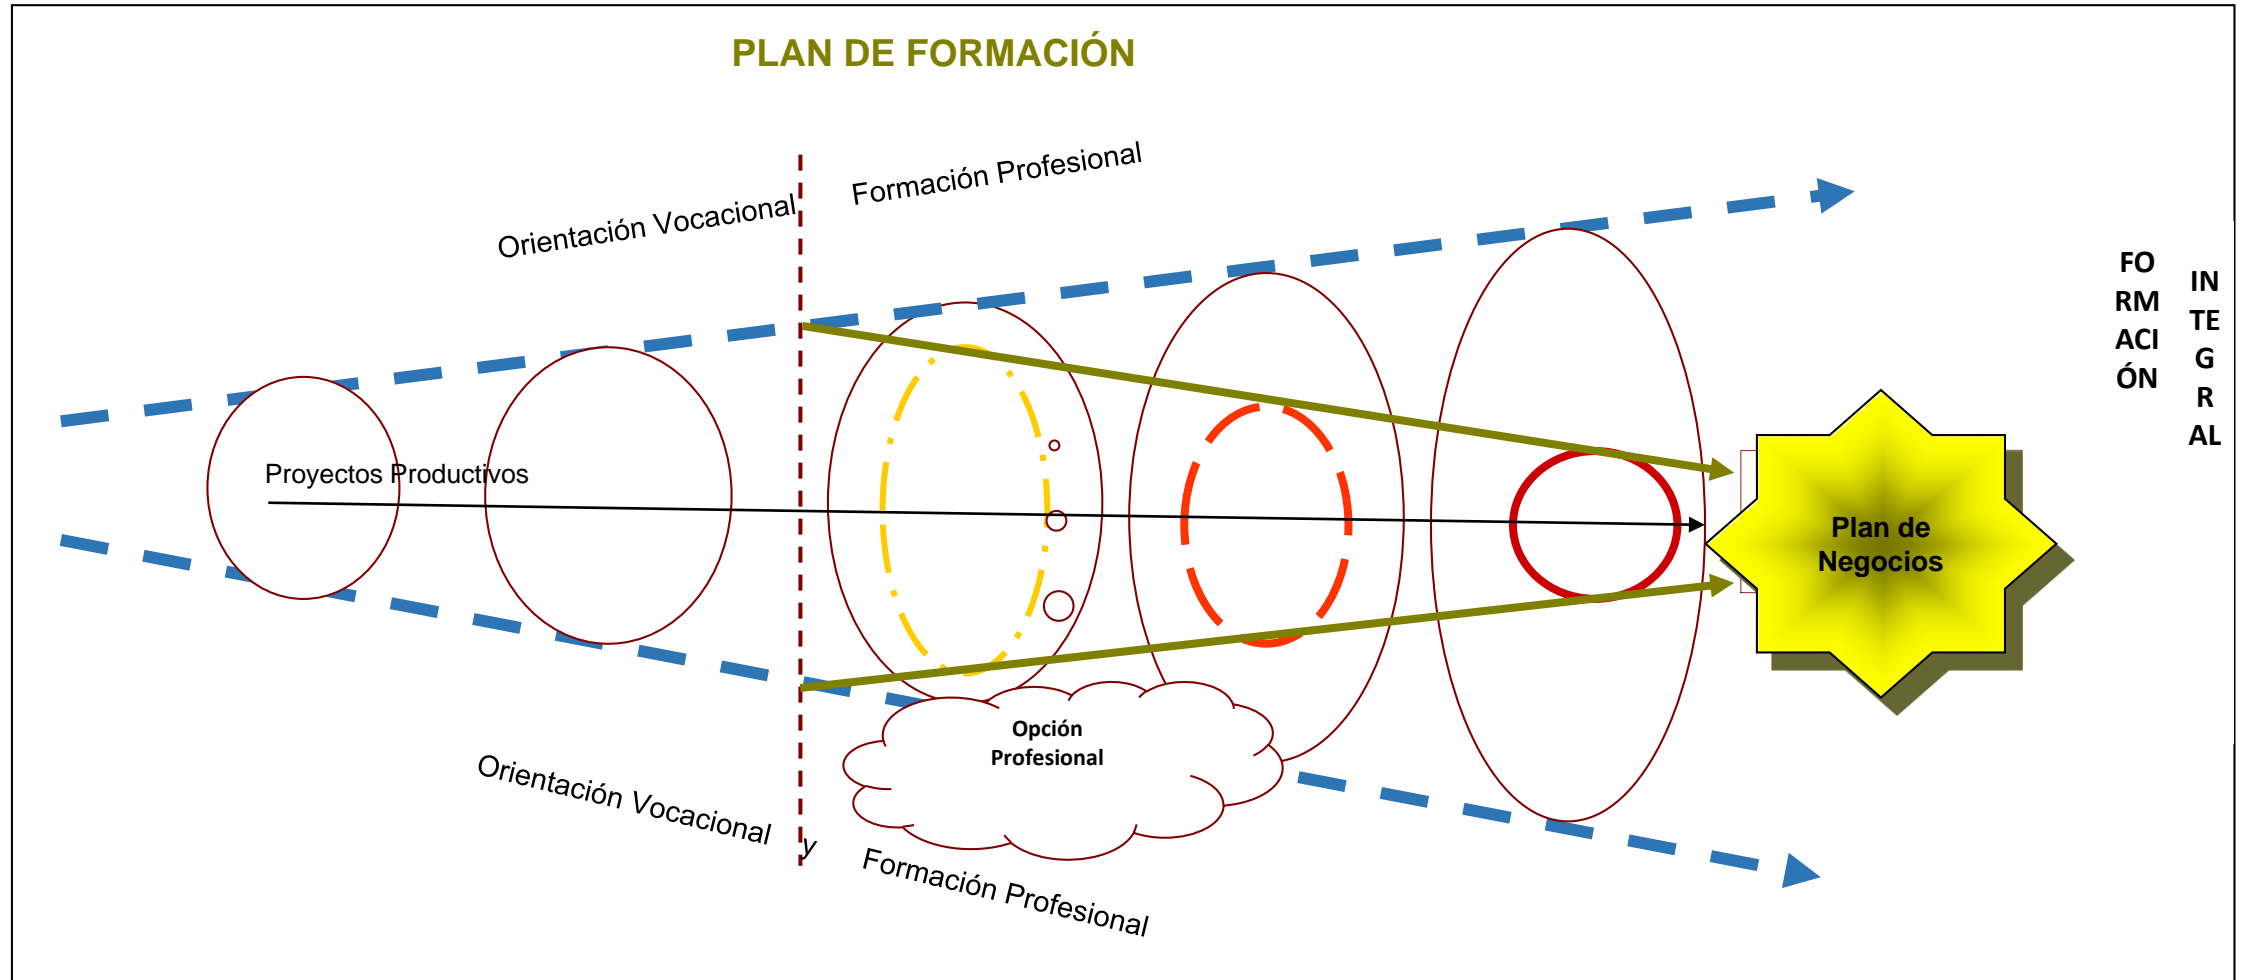 PLAN DE FORMACIÓN
Orientación Vocacional
Formación Profesional
FO
RM
ACI
ÓN
IN
TE
G
R
AL
Proyectos Productivos
Plan de
Negocios
Opción
Profesional
Orientación Vocacional y Formación Profesional